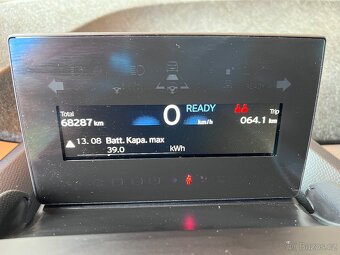 READY
Total
0
Trip
68287 km
km/h
064.1 km
13. 08 Batt. Kapa. max
39.0 kWh